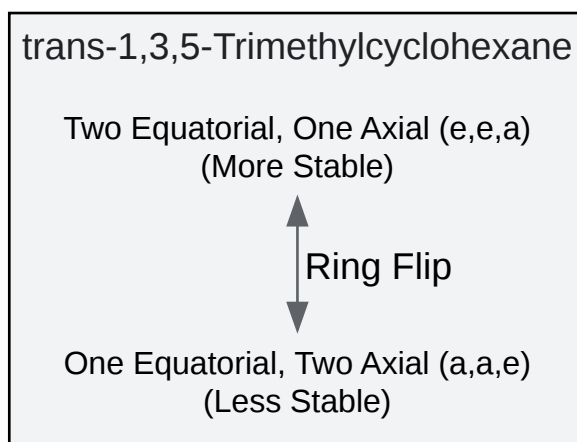 trans-1,3,5-Trimethylcyclohexane
Two Equatorial, One Axial (e,e,a)
(More Stable)
Ring Flip
One Equatorial, Two Axial (a,a,e)
(Less Stable)